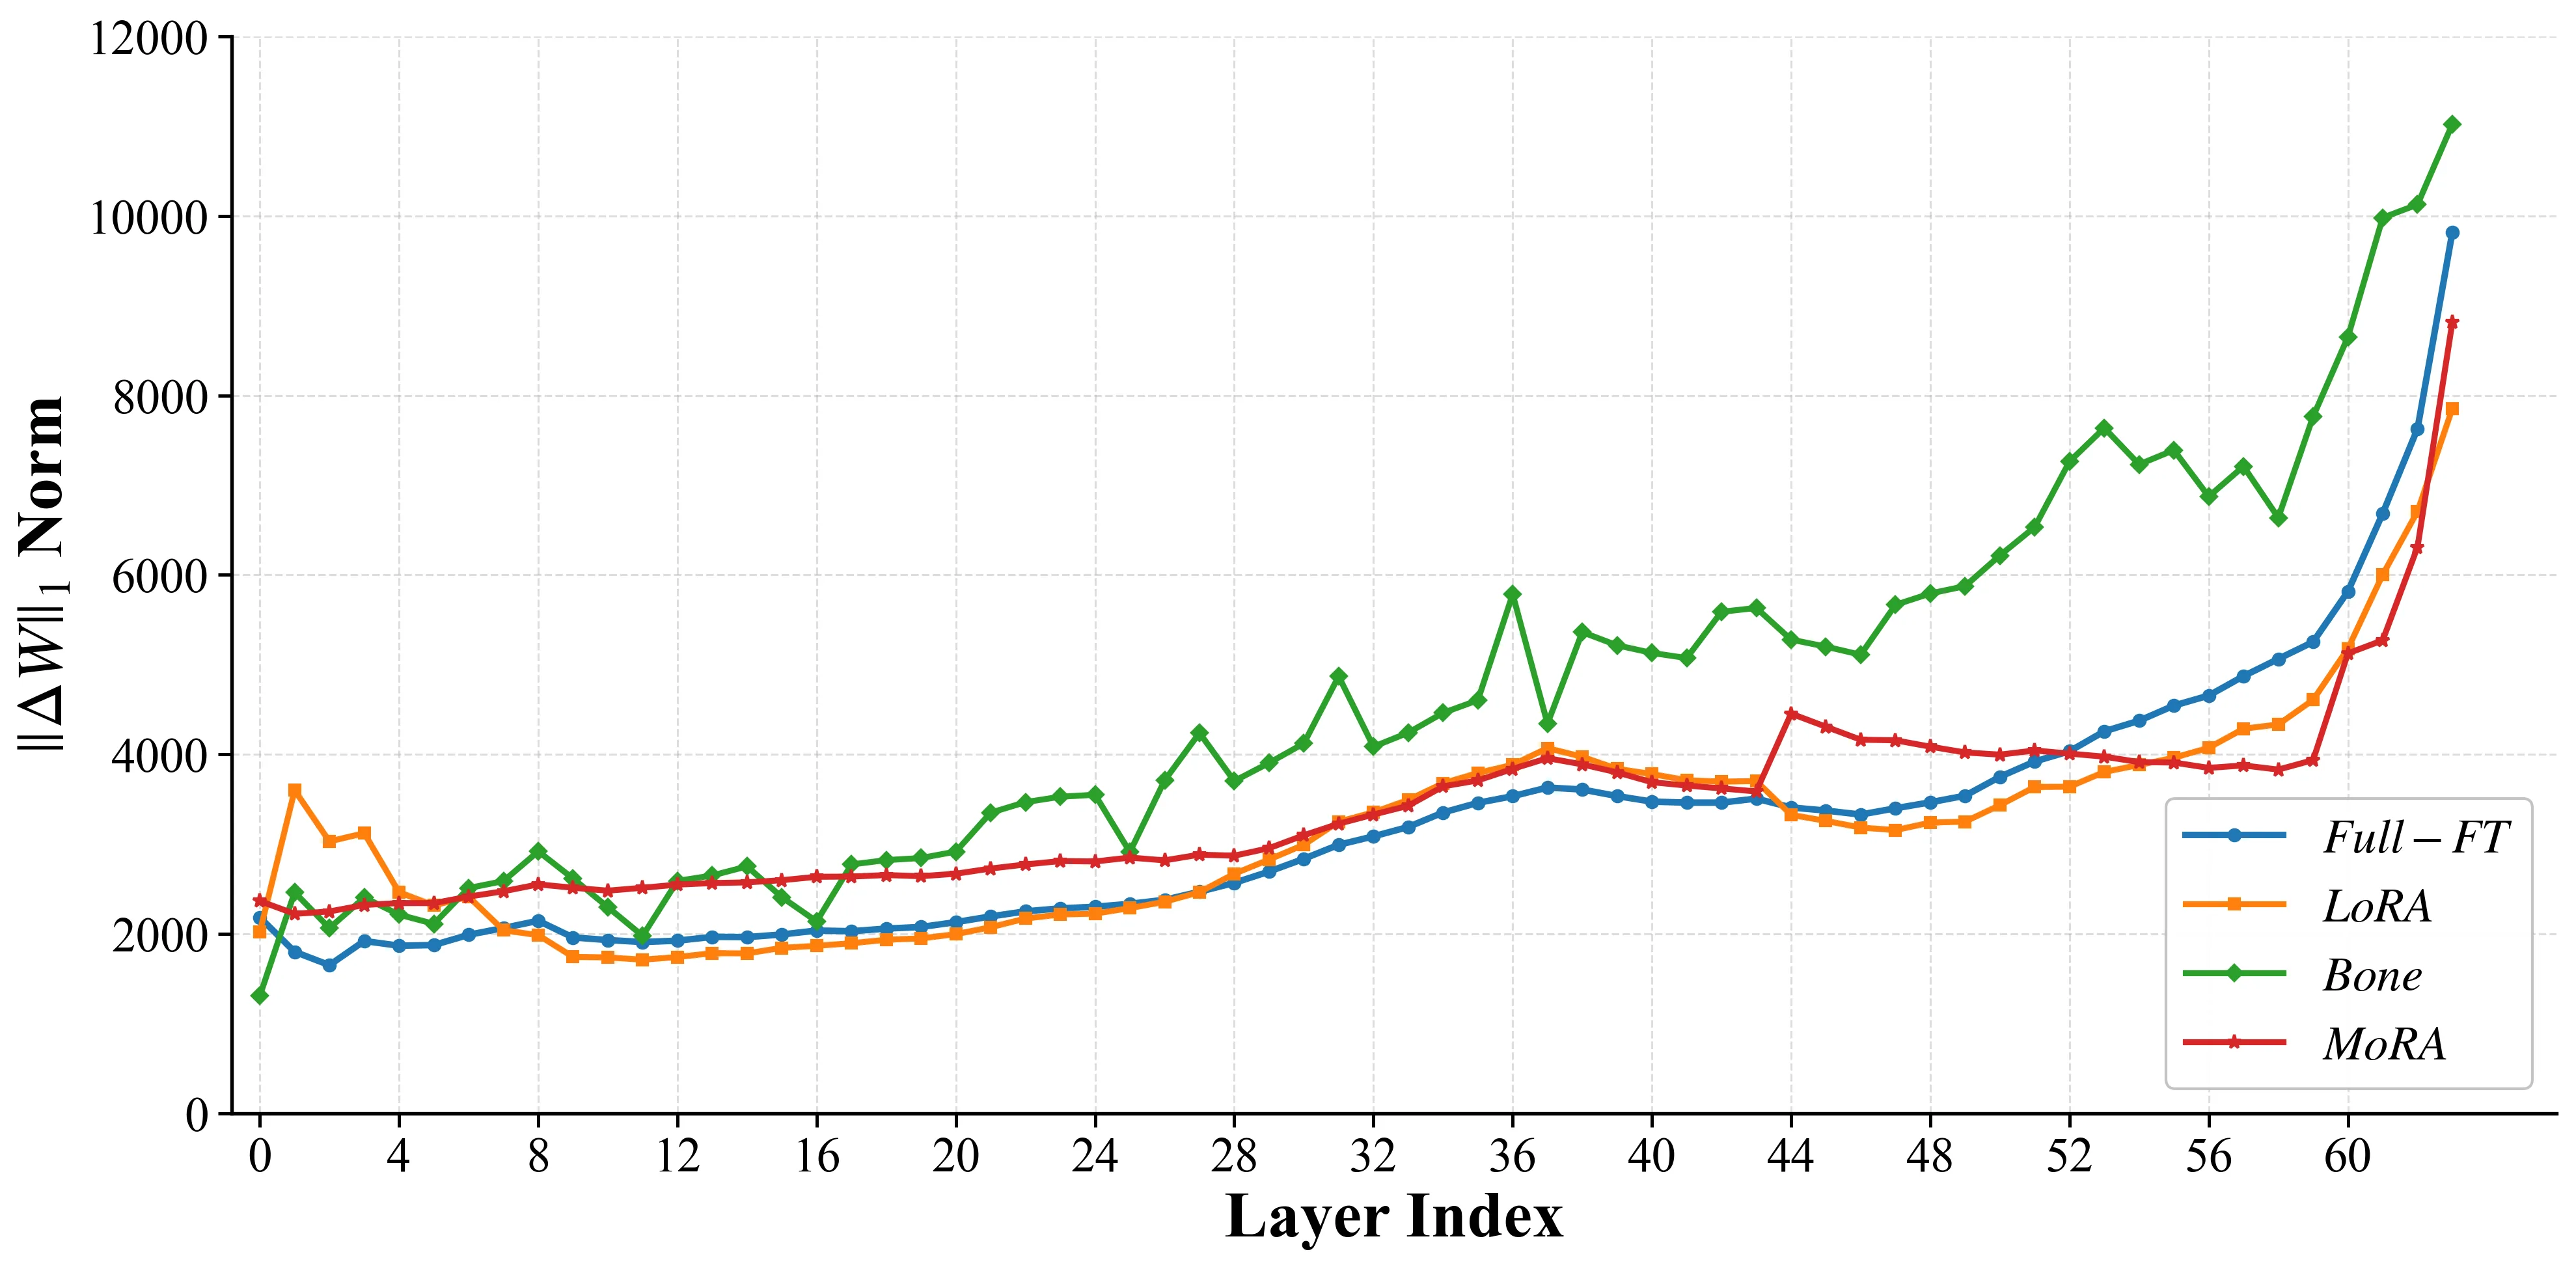 ‖ΔW‖₁ Norm
12000
10000
8000
6000
4000
2000
0
0 4 8 12 16 20 24 28 32 36 40 44 48 52 56 60
Layer Index
Full – FT
LoRA
Bone
MoRA